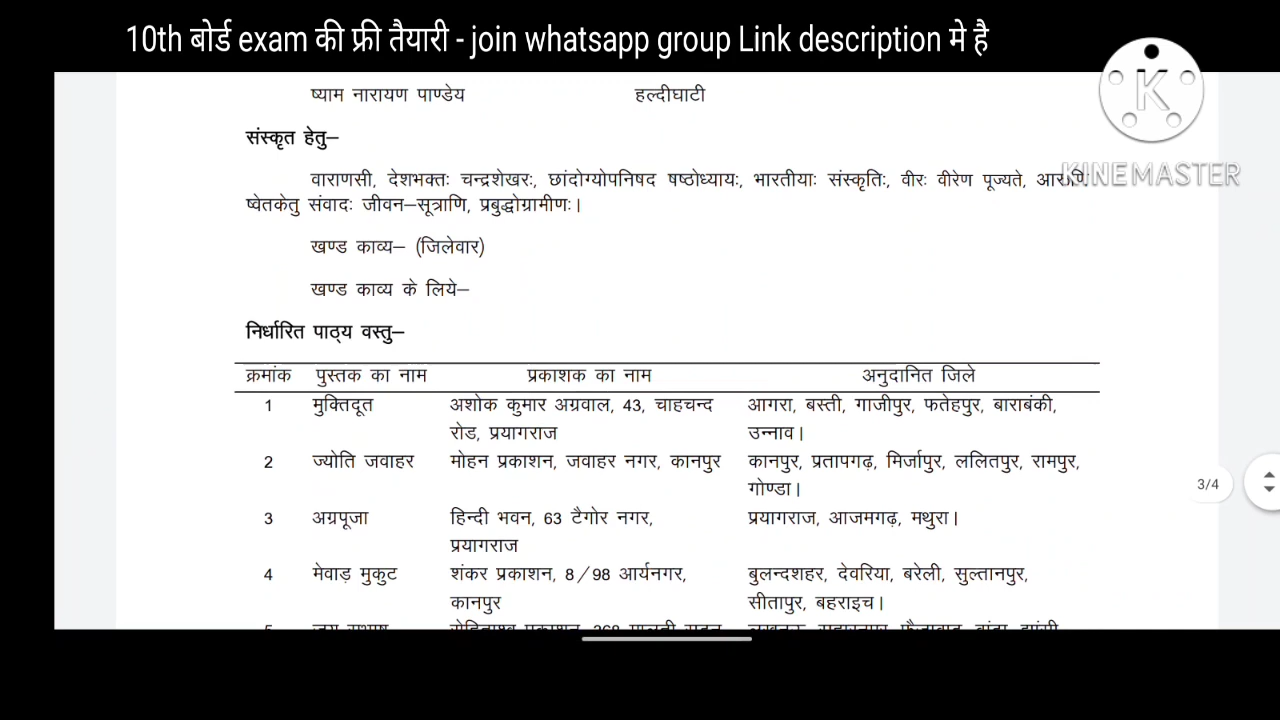 10th बोर्ड exam की फ्री तैयारी - join whatsapp group Link description मे है
K
KINEMASTER
ष्याम नारायण पाण्डेय हल्दीघाटी
संस्कृत हेतु–
वाराणसी, देशभक्तः चन्द्रशेखरः, छांदोग्योपनिषद षष्ठोध्यायः, भारतीयाः संस्कृतिः, वीरः वीरेण पूज्यते,
ष्वेतकेतु संवादः जीवन–सूत्राणि, प्रबुद्धोग्रामीणः।
खण्ड काव्य– (जिलेवार)
खण्ड काव्य के लिये–
निर्धारित पाठ्य वस्तु–
क्रमांक पुस्तक का नाम प्रकाशक का नाम अनुदानित जिले
1 मुक्तिदूत अशोक कुमार अग्रवाल, 43, चाहचन्द आगरा, बस्ती, गाजीपुर, फतेहपुर, बाराबंकी,
रोड, प्रयागराज उन्नाव।
2 ज्योति जवाहर मोहन प्रकाशन, जवाहर नगर, कानपुर कानपुर, प्रतापगढ़, मिर्जापुर, ललितपुर, रामपुर,
गोण्डा।
3/4
3 अग्रपूजा हिन्दी भवन, 63 टैगोर नगर, प्रयागराज, आजमगढ़, मथुरा।
प्रयागराज
4 मेवाड़ मुकुट शंकर प्रकाशन, 8/98 आर्यनगर, बुलन्दशहर, देवरिया, बरेली, सुल्तानपुर,
कानपुर सीतापुर, बहराइच।